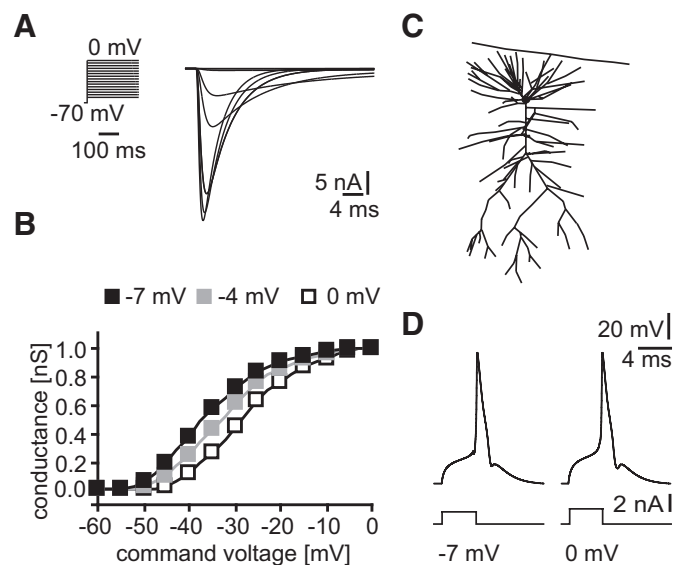 A
0 mV
-70 mV
100 ms
5 nA
4 ms
B
-7 mV -4 mV 0 mV
conductance [nS]
1.0
0.8
0.6
0.4
0.2
0.0
-60 -50 -40 -30 -20 -10 0
command voltage [mV]
C
D
20 mV
4 ms
2 nA
-7 mV 0 mV